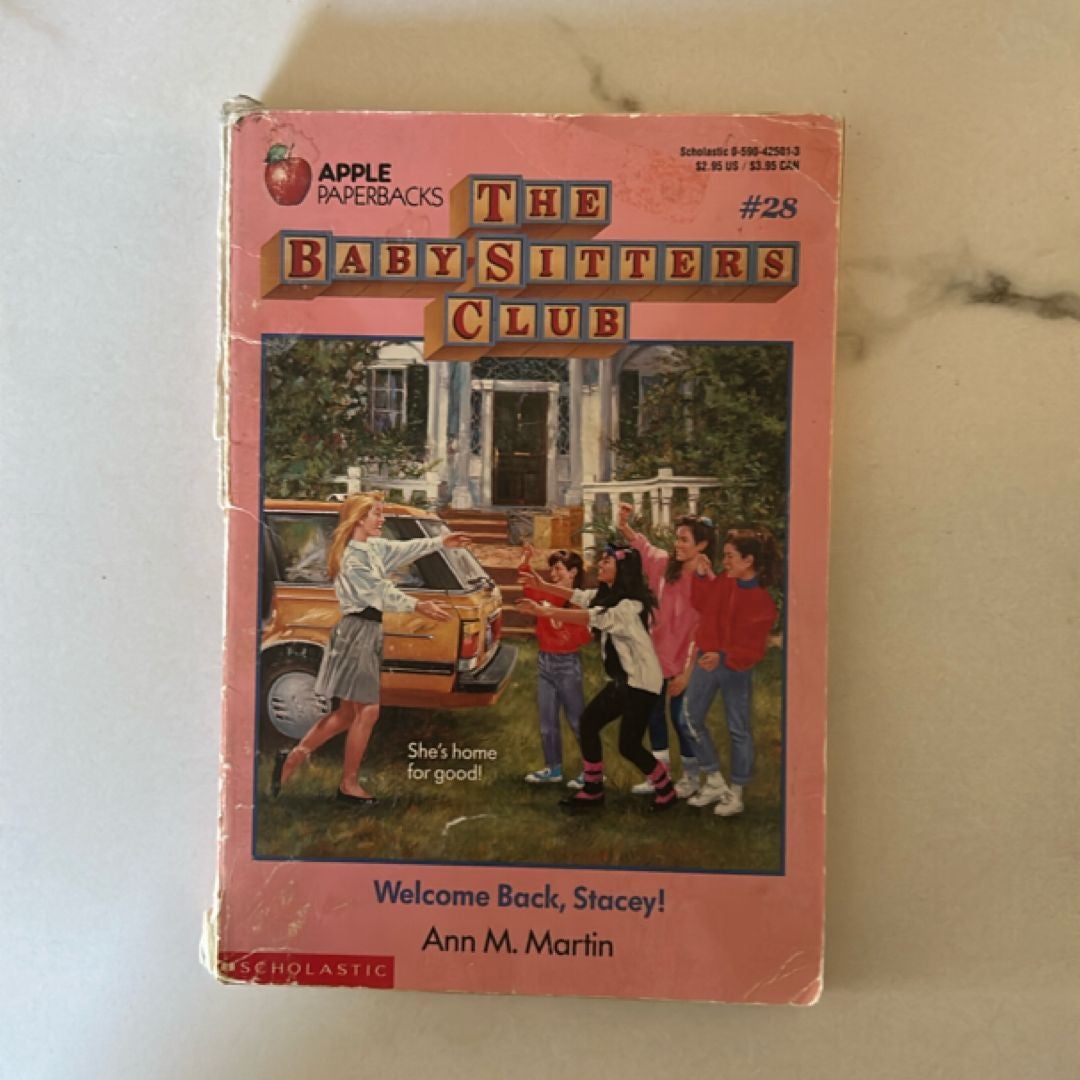 APPLE
PAPERBACKS
Scholastic 0-590-42501-3
$2.95 US / $3.95 CAN
#28
THE
BABY-SITTERS
CLUB
She's home
for good!
Welcome Back, Stacey!
Ann M. Martin
SCHOLASTIC